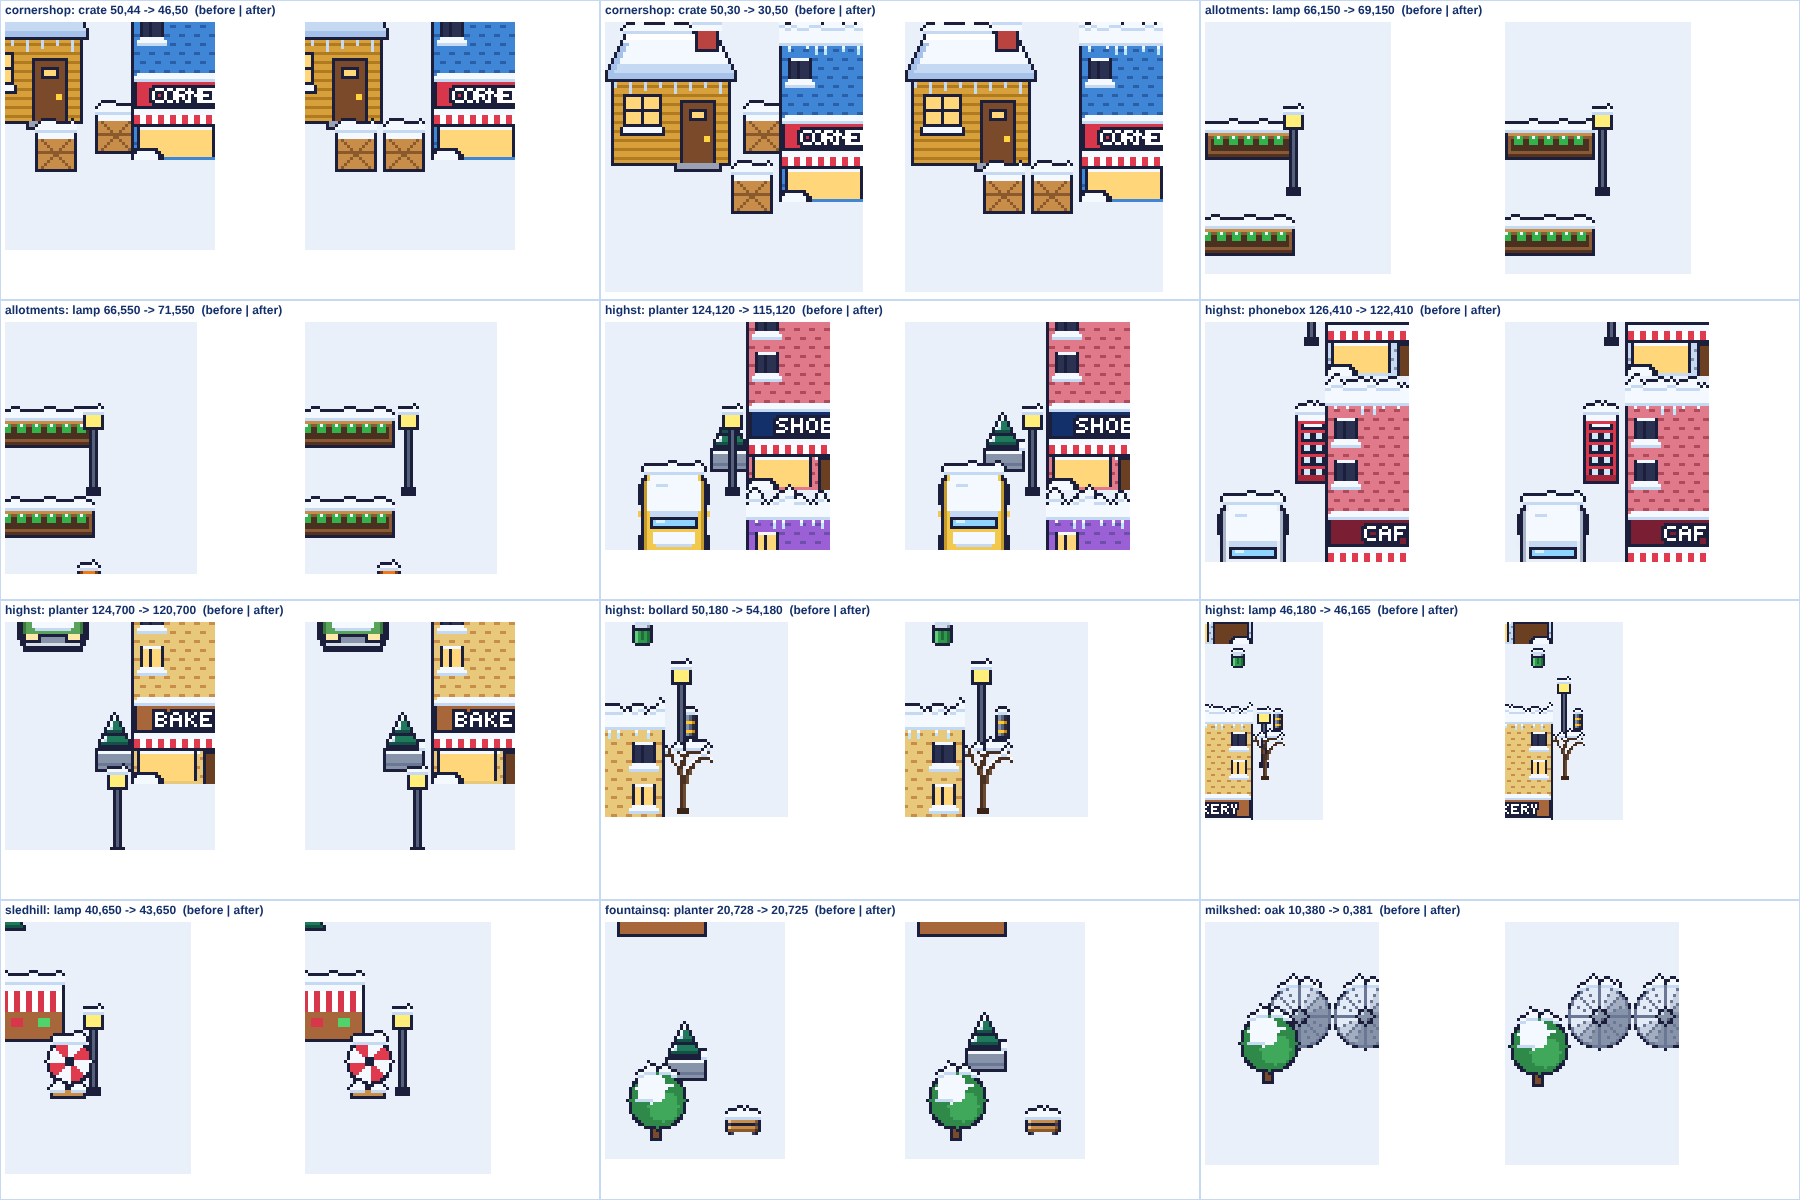 cornershop: crate 50,44 -> 46,50 (before | after)
CORNE
CORNE
cornershop: crate 50,30 -> 30,50 (before | after)
CORNE
CORNE
allotments: lamp 66,150 -> 69,150 (before | after)
allotments: lamp 66,550 -> 71,550 (before | after)
highst: planter 124,120 -> 115,120 (before | after)
SHOE
SHOE
highst: phonebox 126,410 -> 122,410 (before | after)
CAF
CAF
highst: planter 124,700 -> 120,700 (before | after)
BAKE
BAKE
highst: bollard 50,180 -> 54,180 (before | after)
highst: lamp 46,180 -> 46,165 (before | after)
KERY
KERY
sledhill: lamp 40,650 -> 43,650 (before | after)
fountainsq: planter 20,728 -> 20,725 (before | after)
milkshed: oak 10,380 -> 0,381 (before | after)